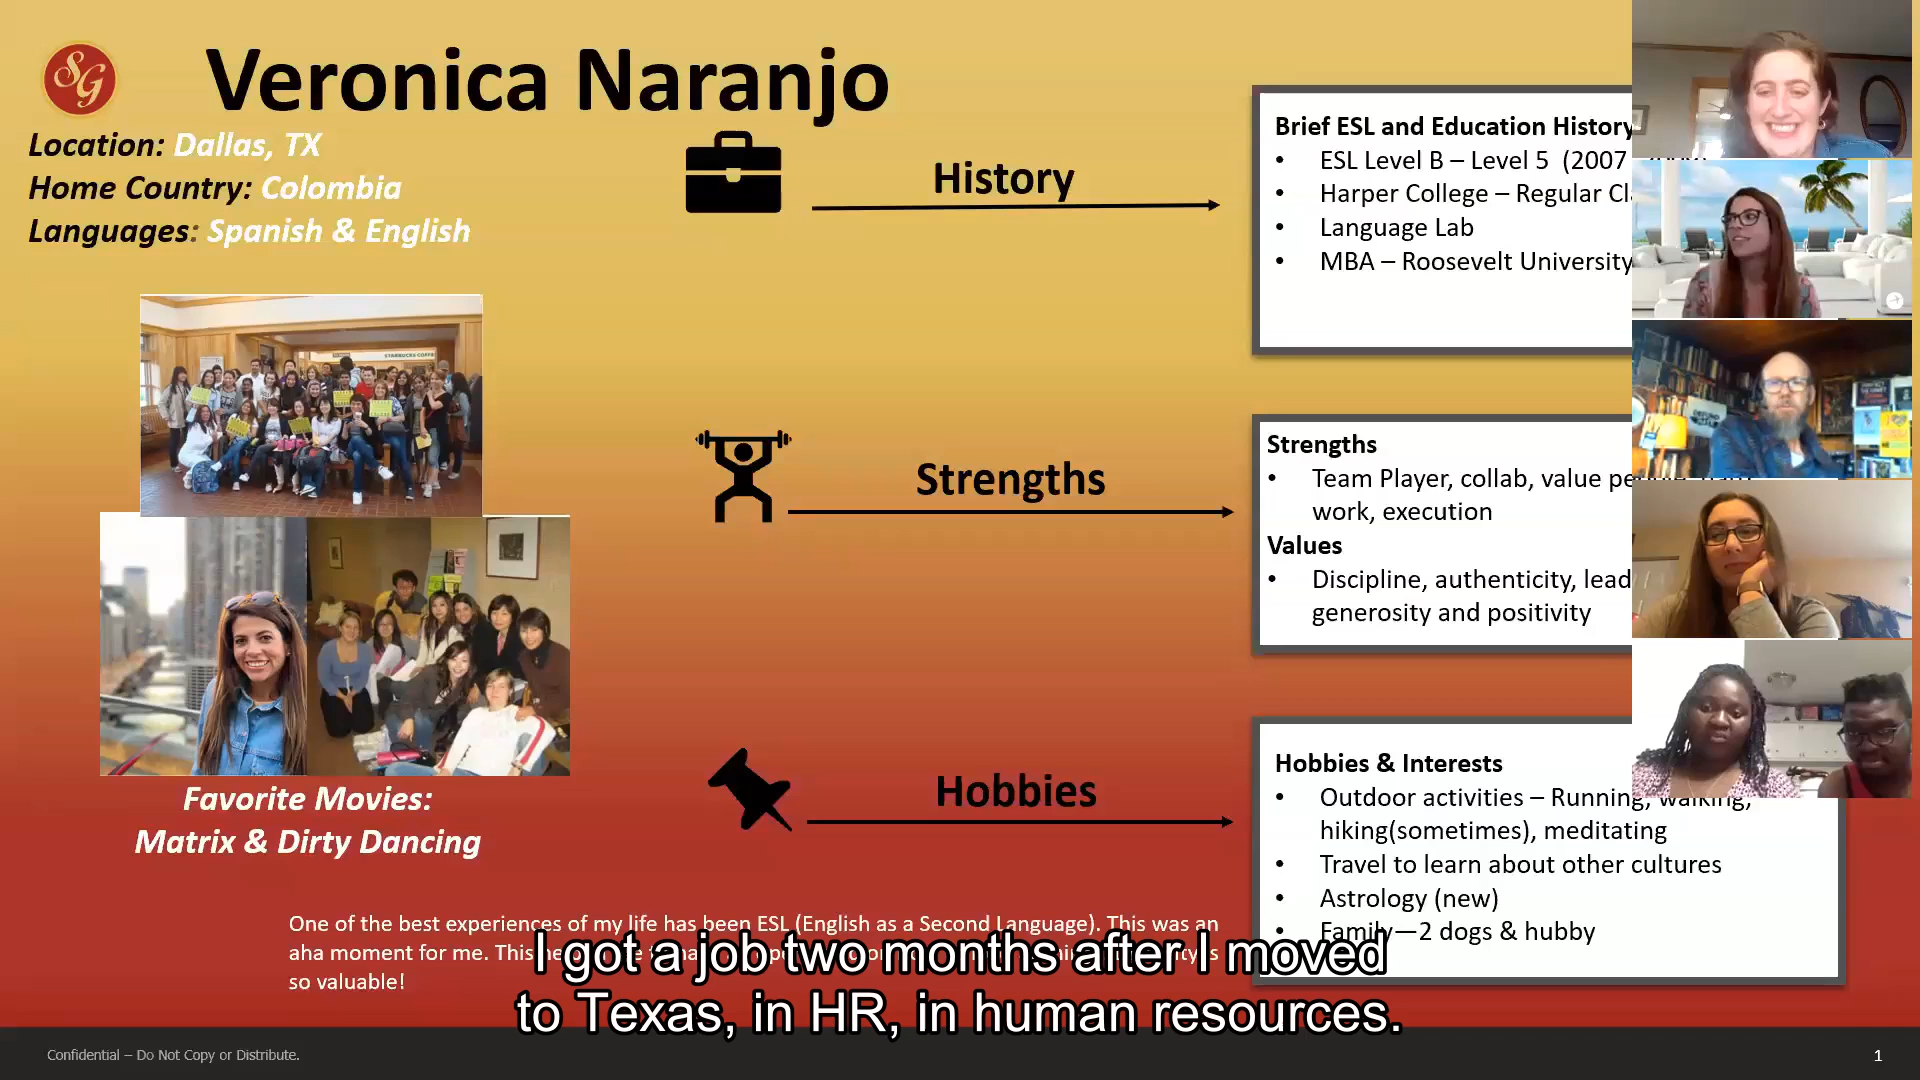 SG
Veronica Naranjo
Location: Dallas, TX
Home Country: Colombia
Languages: Spanish & English
STARBUCKS COFFEE
Favorite Movies:
Matrix & Dirty Dancing
History
Strengths
Hobbies
Brief ESL and Education History
• ESL Level B – Level 5 (2007
• Harper College – Regular Cl
• Language Lab
• MBA – Roosevelt University
Strengths
• Team Player, collab, value
work, execution
Values
• Discipline, authenticity, lead
generosity and positivity
Hobbies & Interests
• Outdoor activities – Running, walking,
hiking(sometimes), meditating
• Travel to learn about other cultures
• Astrology (new)
• Family—2 dogs & hubby
One of the best experiences of my life has been ESL (English as a Second Language). This was an
aha moment for me. This
so valuable!
I got a job two months after I moved
to Texas, in HR, in human resources.
Confidential – Do Not Copy or Distribute.
1